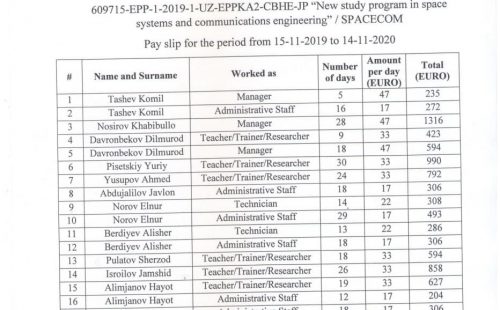 609715-EPP-1-2019-1-UZ-EPPKA2-CBHE-JP “New study program in space
systems and communications engineering” / SPACECOM
Pay slip for the period from 15-11-2019 to 14-11-2020
# Name and Surname Worked as Number of days Amount per day (EURO) Total (EURO)
1 Tashev Komil Manager 5 47 235
2 Tashev Komil Administrative Staff 16 17 272
3 Nosirov Khabibullo Manager 28 47 1316
4 Davronbekov Dilmurod Teacher/Trainer/Researcher 9 33 423
5 Davronbekov Dilmurod Manager 18 47 594
6 Pisetskiy Yuriy Teacher/Trainer/Researcher 30 33 990
7 Yusupov Ahmed Teacher/Trainer/Researcher 24 33 792
8 Abdujalilov Javlon Administrative Staff 18 17 306
9 Norov Elnur Technician 14 22 308
10 Norov Elnur Administrative Staff 29 17 493
11 Berdiyev Alisher Technician 13 22 286
12 Berdiyev Alisher Administrative Staff 18 17 306
13 Pulatov Sherzod Teacher/Trainer/Researcher 18 33 594
14 Isroilov Jamshid Teacher/Trainer/Researcher 26 33 858
15 Alimjanov Hayot Teacher/Trainer/Researcher 19 33 627
16 Alimjanov Hayot Administrative Staff 12 17 204
18 17 306